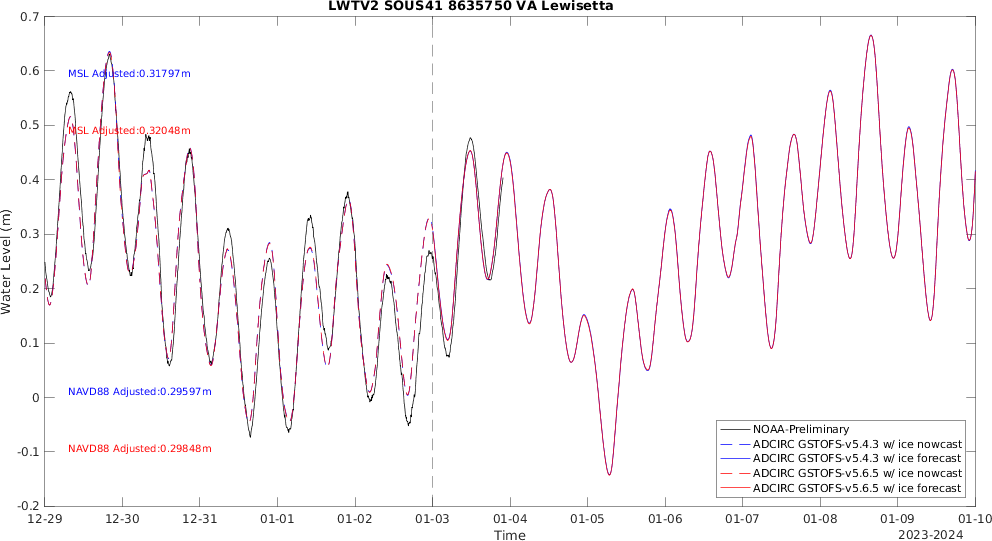 LWTV2 SOUS41 8635750 VA Lewisetta
0.7
0.6
0.5
0.4
0.3
0.2
0.1
0
-0.1
-0.2
Water Level (m)
MSL Adjusted:0.31797m
MSL Adjusted:0.32048m
NAVD88 Adjusted:0.29597m
NAVD88 Adjusted:0.29848m
NOAA-Preliminary
ADCIRC GSTOFS-v5.4.3 w/ ice nowcast
ADCIRC GSTOFS-v5.4.3 w/ ice forecast
ADCIRC GSTOFS-v5.6.5 w/ ice nowcast
ADCIRC GSTOFS-v5.6.5 w/ ice forecast
12-29 12-30 12-31 01-01 01-02 01-03 01-04 01-05 01-06 01-07 01-08 01-09 01-10
Time
2023-2024